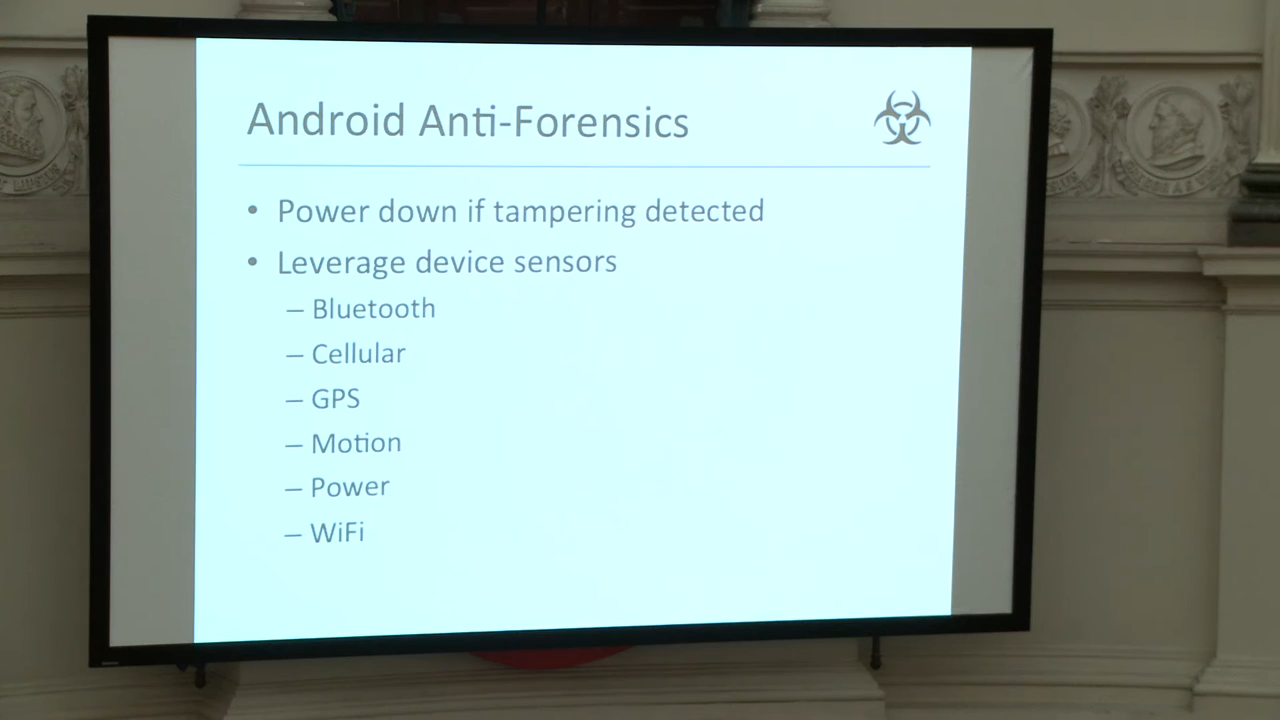 Android Anti-Forensics
• Power down if tampering detected
• Leverage device sensors
– Bluetooth
– Cellular
– GPS
– Motion
– Power
– WiFi